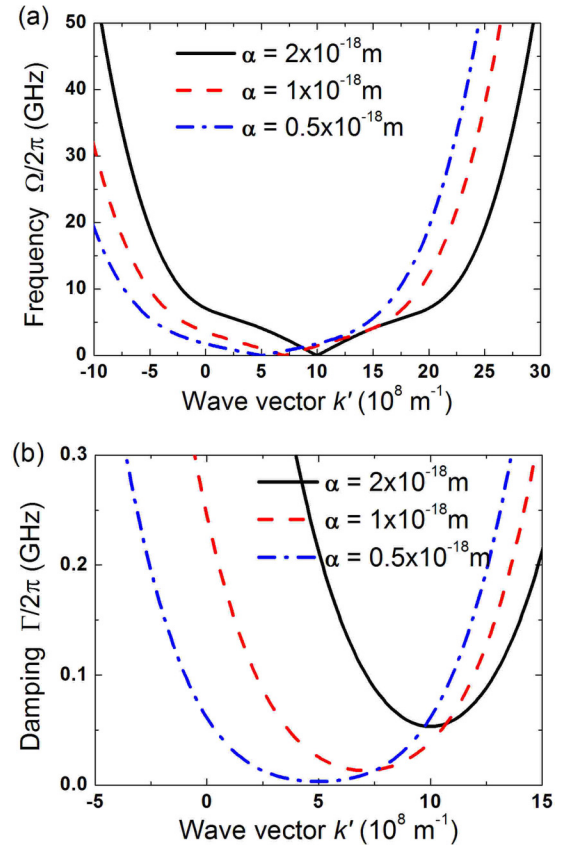 (a)
50
40
30
20
10
0
Frequency Ω/2π (GHz)
α = 2x10⁻¹⁸m
α = 1x10⁻¹⁸m
α = 0.5x10⁻¹⁸m
-10 -5 0 5 10 15 20 25 30
Wave vector k′ (10⁸ m⁻¹)
(b)
0.3
0.2
0.1
0.0
Damping Γ/2π (GHz)
α = 2x10⁻¹⁸m
α = 1x10⁻¹⁸m
α = 0.5x10⁻¹⁸m
-5 0 5 10 15
Wave vector k′ (10⁸ m⁻¹)